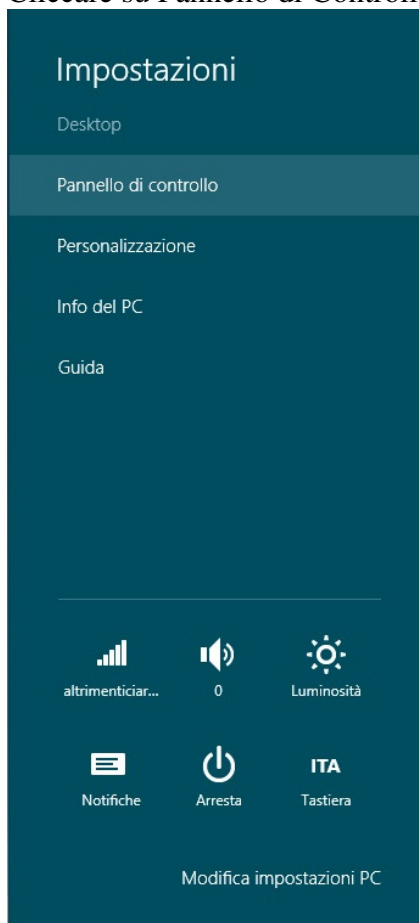 Impostazioni
Desktop
Pannello di controllo
Personalizzazione
Info del PC
Guida
altrimenticiar...
0
Luminosità
Notifiche
Arresta
ITA
Tastiera
Modifica impostazioni PC